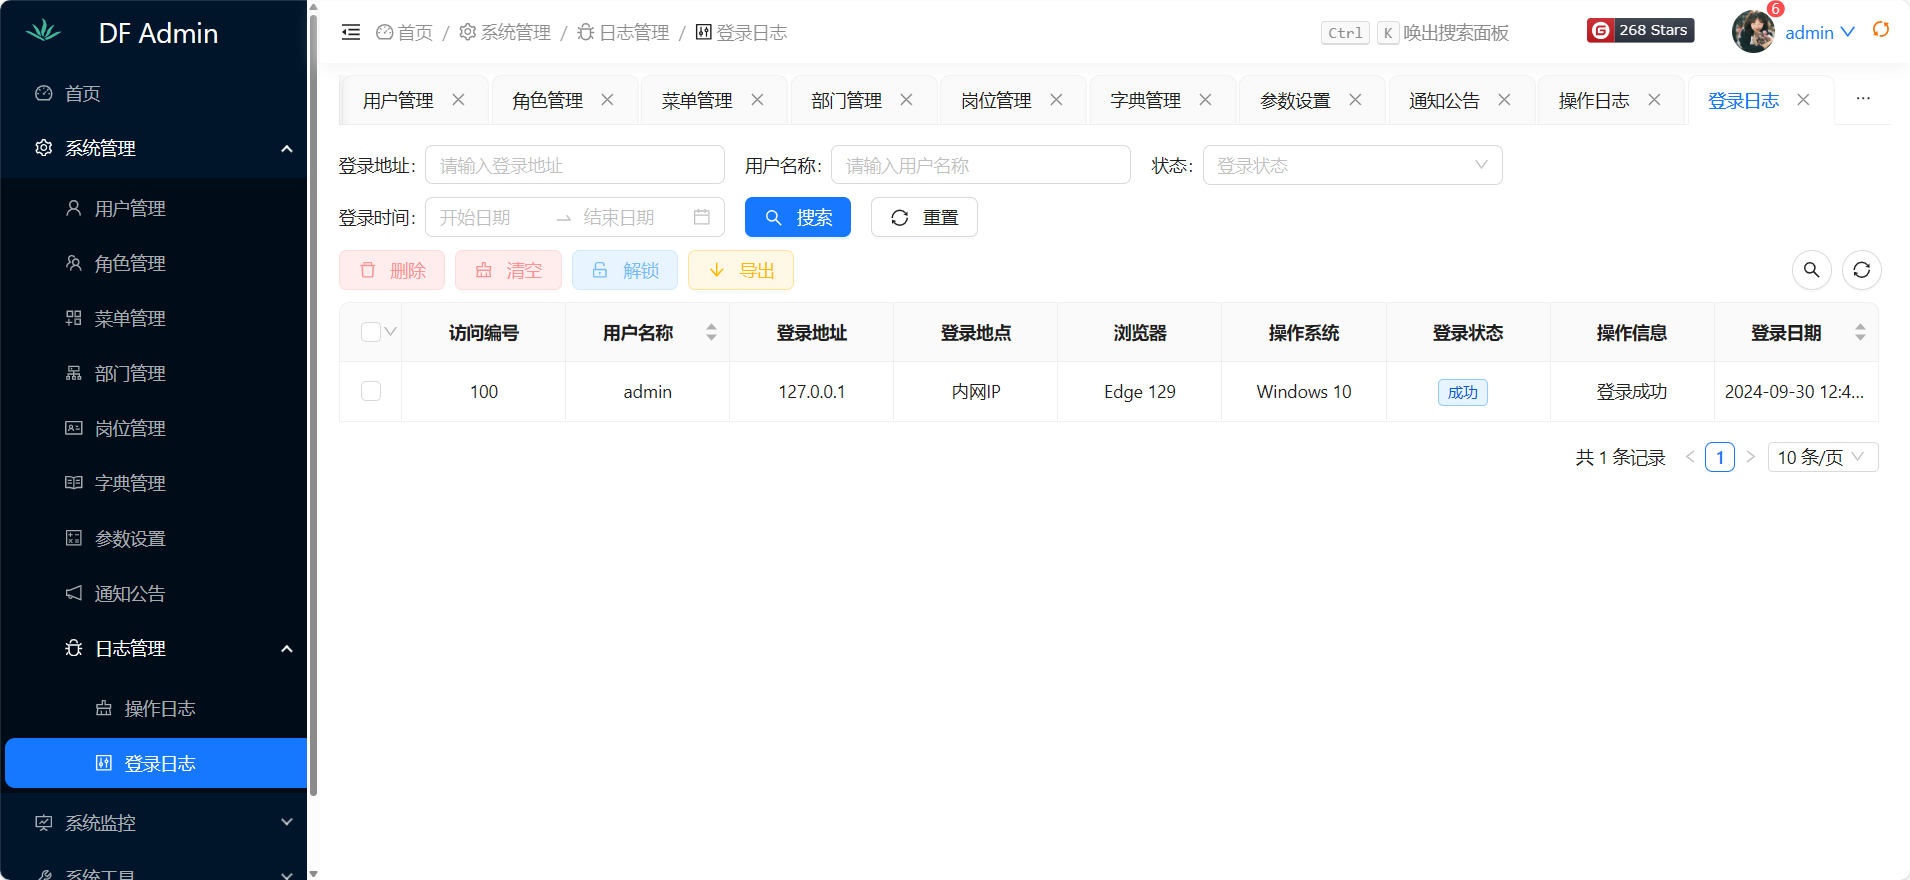 DF Admin
首页 / 系统管理 / 日志管理 / 登录日志
Ctrl K 唤出搜索面板
268 Stars
6
admin
首页
系统管理
用户管理
角色管理
菜单管理
部门管理
岗位管理
字典管理
参数设置
通知公告
日志管理
操作日志
登录日志
系统监控
系统工具
用户管理 角色管理 菜单管理 部门管理 岗位管理 字典管理 参数设置 通知公告 操作日志 登录日志 ...
登录地址: 请输入登录地址 用户名称: 请输入用户名称 状态: 登录状态
登录时间: 开始日期 结束日期 搜索 重置
删除 清空 解锁 导出
访问编号 用户名称 登录地址 登录地点 浏览器 操作系统 登录状态 操作信息 登录日期
100 admin 127.0.0.1 内网IP Edge 129 Windows 10 成功 登录成功 2024-09-30 12:4...
共 1 条记录 1 10 条/页